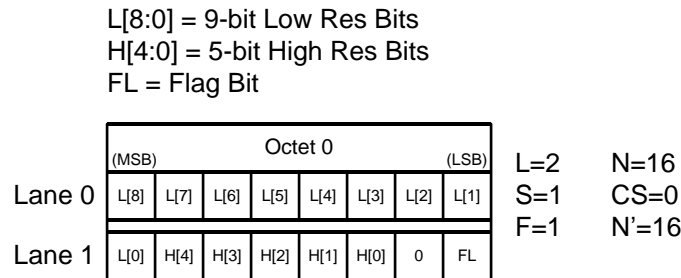 L[8:0] = 9-bit Low Res Bits
H[4:0] = 5-bit High Res Bits
FL = Flag Bit
Octet 0
(MSB) (LSB)
Lane 0 L[8] L[7] L[6] L[5] L[4] L[3] L[2] L[1]
Lane 1 L[0] H[4] H[3] H[2] H[1] H[0] 0 FL
L=2 N=16
S=1 CS=0
F=1 N’=16